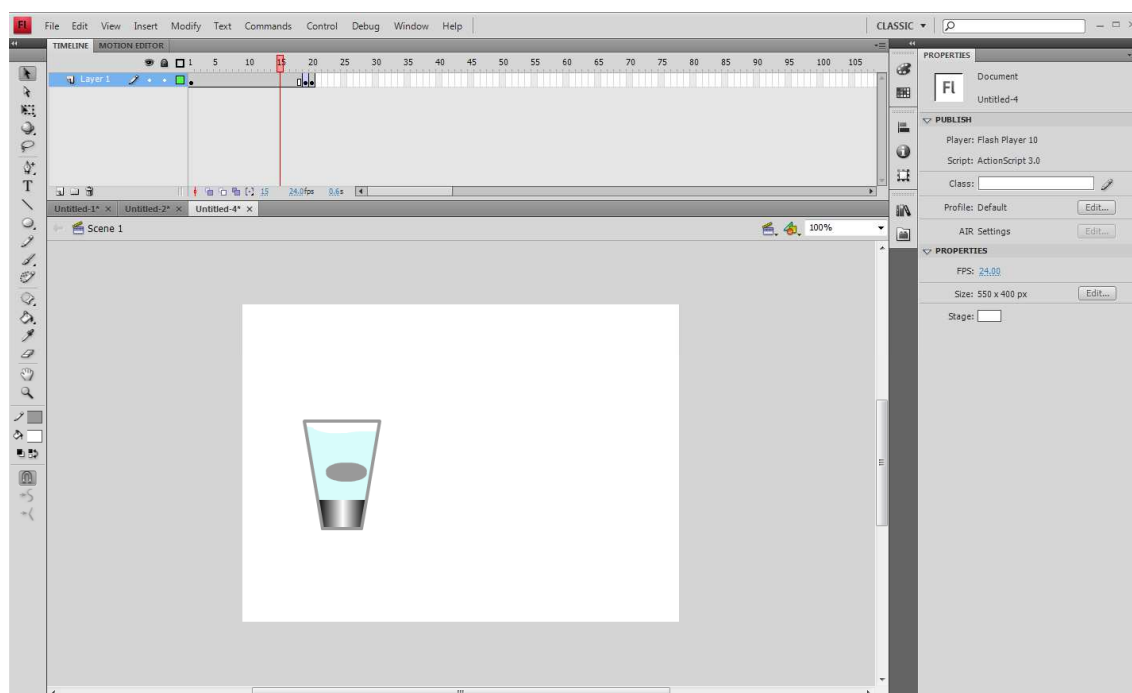 FL File Edit View Insert Modify Text Commands Control Debug Window Help CLASSIC
TIMELINE MOTION EDITOR
1 5 10 15 20 25 30 35 40 45 50 55 60 65 70 75 80 85 90 95 100 105
Layer 1
15 24.0fps 0.6s
Untitled-1* × Untitled-2* × Untitled-4* ×
Scene 1 100%
PROPERTIES
FL
Document
Untitled-4
PUBLISH
Player: Flash Player 10
Script: ActionScript 3.0
Class:
Profile: Default Edit...
AIR Settings Edit...
PROPERTIES
FPS: 24.00
Size: 550 x 400 px Edit...
Stage:
T